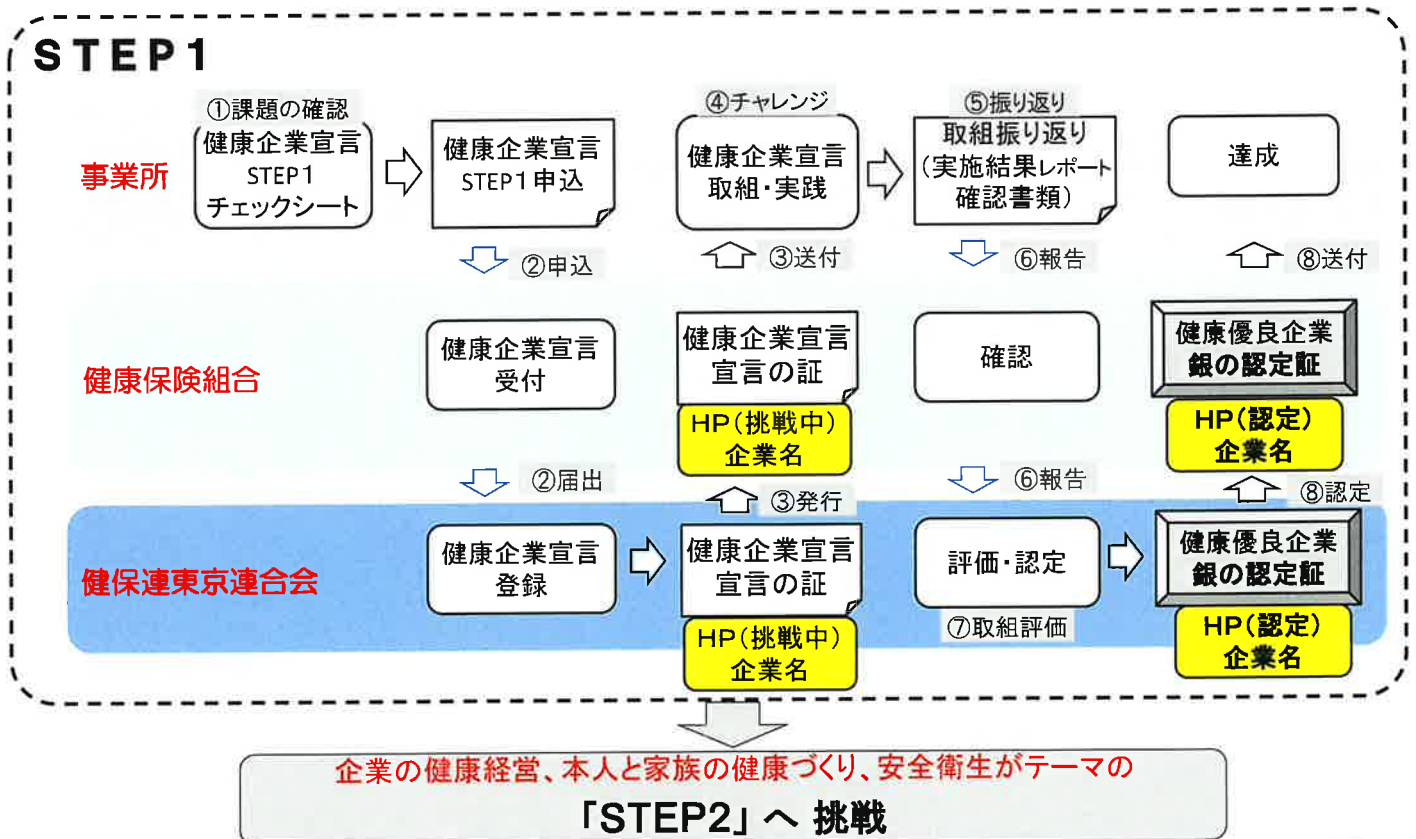 STEP1
①課題の確認
健康企業宣言
STEP1
チェックシート
事業所
健康企業宣言
STEP1申込
④チャレンジ
健康企業宣言
取組・実践
⑤振り返り
取組振り返り
(実施結果レポート
確認書類)
達成
②申込
③送付
⑥報告
⑧送付
健康保険組合
健康企業宣言
受付
健康企業宣言
宣言の証
HP(挑戦中)
企業名
確認
健康優良企業
銀の認定証
HP(認定)
企業名
②届出
③発行
⑥報告
⑧認定
健保連東京連合会
健康企業宣言
登録
健康企業宣言
宣言の証
HP(挑戦中)
企業名
評価・認定
⑦取組評価
健康優良企業
銀の認定証
HP(認定)
企業名
企業の健康経営、本人と家族の健康づくり、安全衛生がテーマの
「STEP2」へ 挑戦